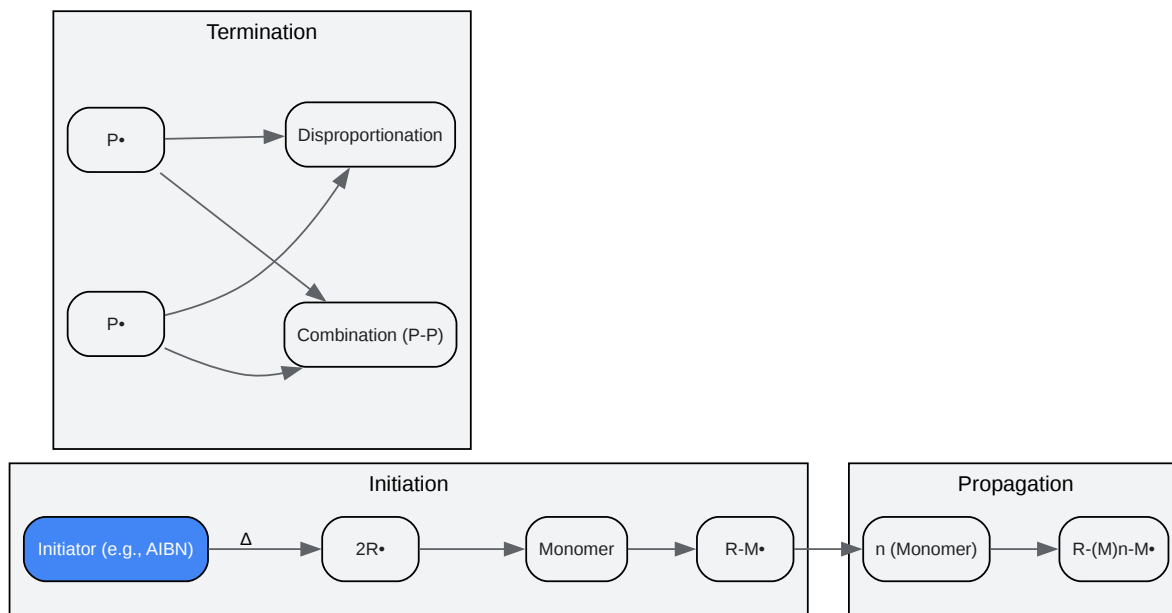 Termination
P•
Disproportionation
P•
Combination (P-P)
Initiation
Initiator (e.g., AIBN)
Δ
2R•
Monomer
R-M•
Propagation
n (Monomer)
R-(M)n-M•